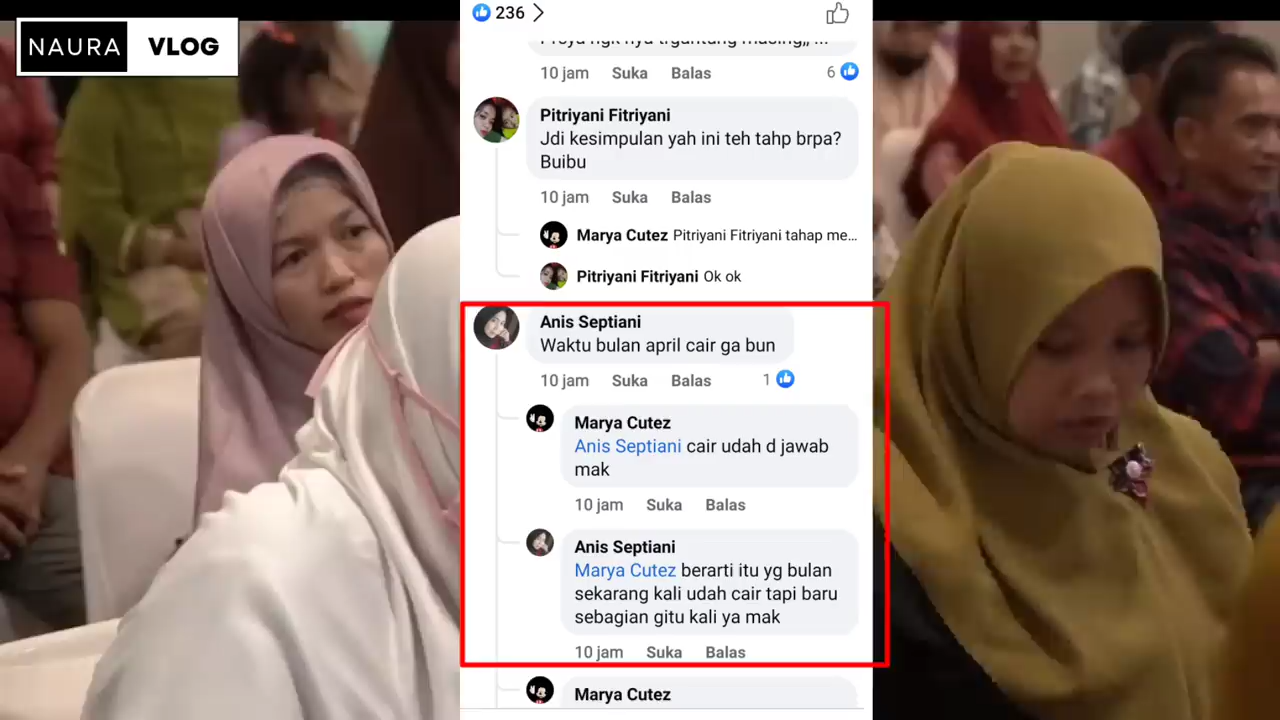 NAURA VLOG
236
10 jam Suka Balas 6
Pitriyani Fitriyani
Jdi kesimpulan yah ini teh tahp brpa?
Buibu
10 jam Suka Balas
Marya Cutez Pitriyani Fitriyani tahap me...
Pitriyani Fitriyani Ok ok
Anis Septiani
Waktu bulan april cair ga bun
10 jam Suka Balas 1
Marya Cutez
Anis Septiani cair udah d jawab
mak
10 jam Suka Balas
Anis Septiani
Marya Cutez berarti itu yg bulan
sekarang kali udah cair tapi baru
sebagian gitu kali ya mak
10 jam Suka Balas
Marya Cutez